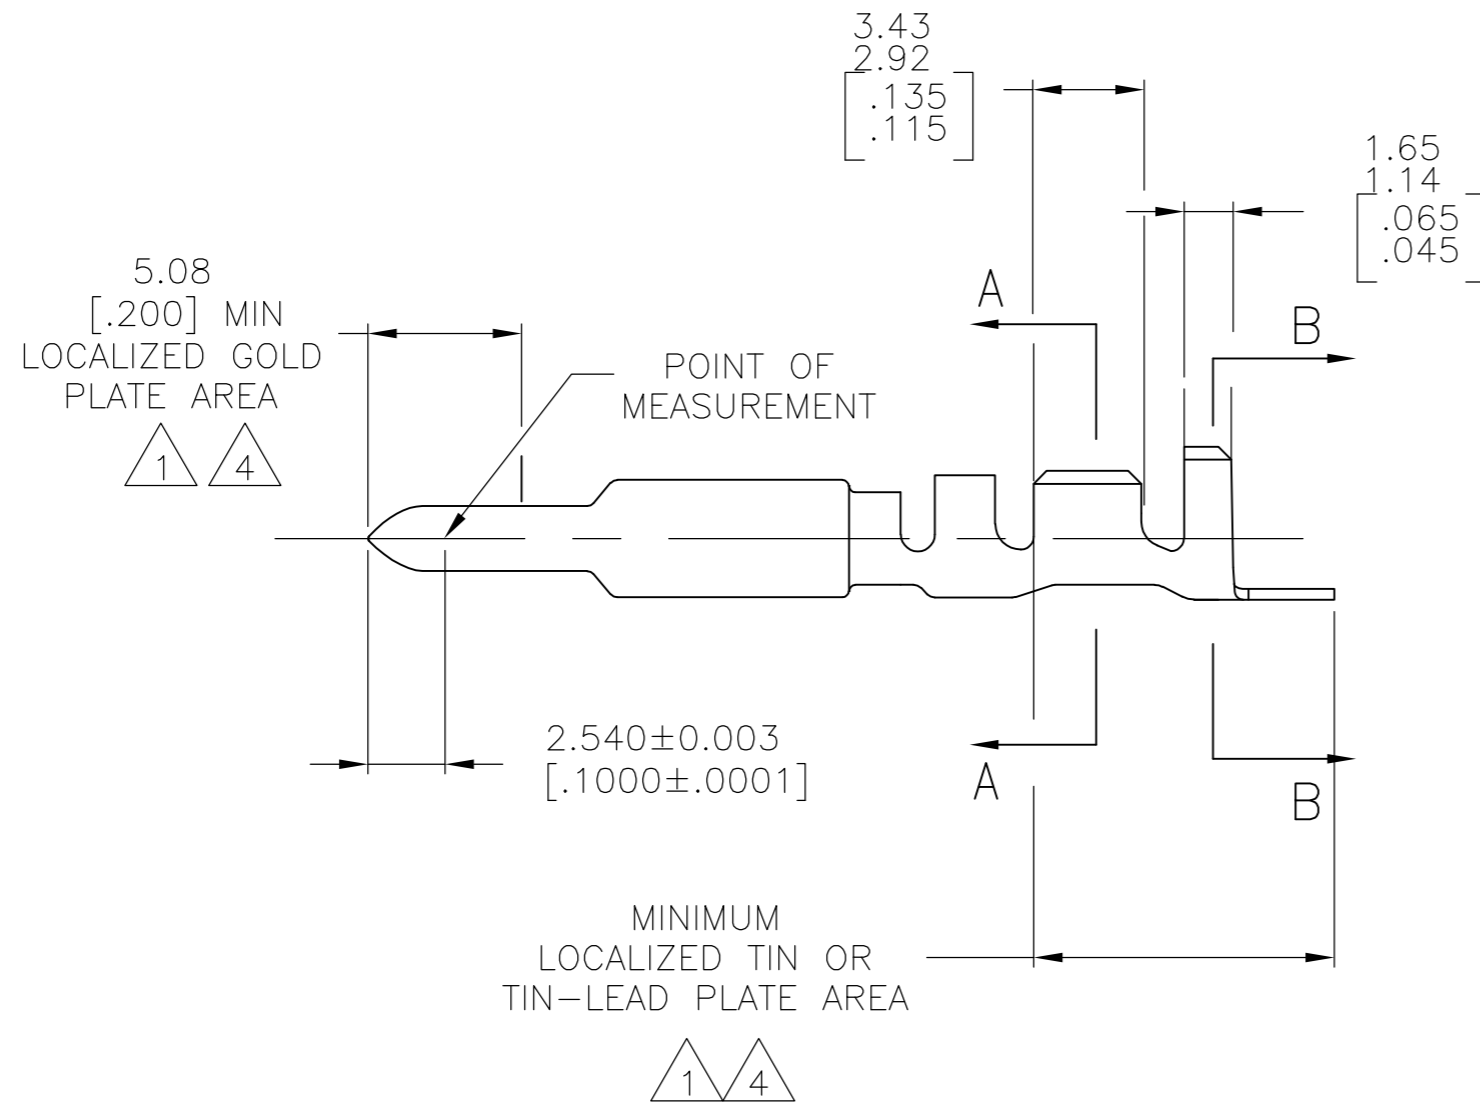 3.43
2.92
[.135
.115]
1.65
1.14
[.065
.045]
A
B
5.08
[.200] MIN
LOCALIZED GOLD
PLATE AREA
1 4
POINT OF
MEASUREMENT
2.540±0.003
[.1000±.0001]
A
B
MINIMUM
LOCALIZED TIN OR
TIN-LEAD PLATE AREA
1 4